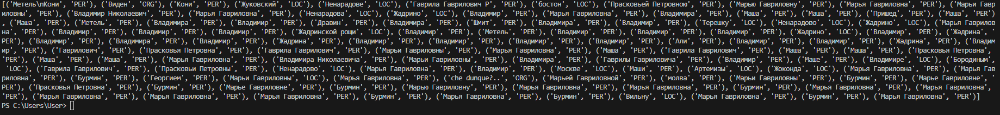 [('Метель\nКони', 'PER'), ('Виден', 'ORG'), ('Кони', 'PER'), ('Жуковский', 'LOC'), ('Ненарадове', 'LOC'), ('Гаврила Гаврилович Р', 'PER'), ('бостон', 'LOC'), ('Прасковьей Петровною', 'PER'), ('Марью Гавриловну', 'PER'), ('Марья Гавриловна', 'PER'), ('Марьи Гавр
иловны', 'PER'), ('Владимир Николаевич', 'PER'), ('Марья Гавриловна', 'PER'), ('Ненарадова', 'LOC'), ('Жадрино', 'LOC'), ('Владимир', 'PER'), ('Марья Гавриловна', 'PER'), ('Владимира', 'PER'), ('Маша', 'PER'), ('Маша', 'PER'), ('Пришед', 'PER'), ('Маша', 'PER')
, ('Маша', 'PER'), ('Метель', 'PER'), ('Владимира', 'PER'), ('Владимир', 'PER'), ('Дравин', 'PER'), ('Владимира', 'PER'), ('Шмит', 'PER'), ('Владимира', 'PER'), ('Владимир', 'PER'), ('Терешку', 'LOC'), ('Ненарадово', 'LOC'), ('Жадрино', 'LOC'), ('Марья Гаврилов
на', 'PER'), ('Владимир', 'PER'), ('Владимир', 'PER'), ('Владимир', 'PER'), ('Жадринской рощи', 'LOC'), ('Владимир', 'PER'), ('Метель', 'PER'), ('Владимир', 'PER'), ('Владимир', 'PER'), ('Жадрино', 'LOC'), ('Владимир', 'PER'), ('Жадрина', '
PER'), ('Владимир', 'PER'), ('Владимира', 'PER'), ('Владимир', 'PER'), ('Жадрина', 'PER'), ('Владимир', 'PER'), ('Владимир', 'PER'), ('Владимир', 'PER'), ('Владимир', 'PER'), ('Али', 'PER'), ('Владимир', 'PER'), ('Владимир', 'PER'), ('Жадрина', 'PER'), ('Владим
ир', 'PER'), ('Гаврилович', 'PER'), ('Прасковья Петровна', 'PER'), ('Гаврила Гаврилович', 'PER'), ('Марьи Гавриловны', 'PER'), ('Марья Гавриловна', 'PER'), ('Маша', 'PER'), ('Гаврила Гаврилович', 'PER'), ('Маша', 'PER'), ('Маша', 'PER'), ('Прасковья Петровна',
'PER'), ('Маша', 'PER'), ('Маша', 'PER'), ('Марья Гавриловна', 'PER'), ('Владимира Николаевича', 'PER'), ('Марьи Гавриловны', 'PER'), ('Владимира', 'PER'), ('Гаврилы Гавриловича', 'PER'), ('Владимир', 'PER'), ('Маше', 'PER'), ('Владимире', 'LOC'), ('Бородиным',
'LOC'), ('Гаврила Гаврилович', 'PER'), ('Прасковьи Петровны', 'PER'), ('Ненарадово', 'LOC'), ('Марья Гавриловна', 'PER'), ('Владимир', 'PER'), ('Москве', 'LOC'), ('Маши', 'PER'), ('Артемизы', 'LOC'), ('Жоконда', 'LOC'), ('Марья Гавриловна', 'PER'), ('Марья Гав
риловна', 'PER'), ('Бурмин', 'PER'), ('Георгием', 'PER'), ('Марьи Гавриловны', 'LOC'), ('Марья Гавриловна', 'PER'), ('che dunque?..', 'ORG'), ('Марьей Гавриловной', 'PER'), ('молва', 'PER'), ('Марьи Гавриловны', 'PER'), ('Бурмин', 'PER'), ('Марье Гавриловне', '
PER'), ('Прасковья Петровна', 'PER'), ('Бурмин', 'PER'), ('Марье Гавриловне', 'PER'), ('Бурмин', 'PER'), ('Марью Гавриловну', 'PER'), ('Марья Гавриловна', 'PER'), ('Марья Гавриловна', 'PER'), ('Бурмин', 'PER'), ('Марья Гавриловна', 'PER'), ('Марья Гавриловна', '
PER'), ('Марья Гавриловна', 'PER'), ('Марья Гавриловна', 'PER'), ('Марья Гавриловна', 'PER'), ('Бурмин', 'PER'), ('Марья Гавриловна', 'PER'), ('Бурмин', 'PER'), ('Вильну', 'LOC'), ('Марья Гавриловна', 'PER'), ('Бурмин', 'PER'), ('Марья Гавриловна', 'PER')]
PS C:\Users\User>